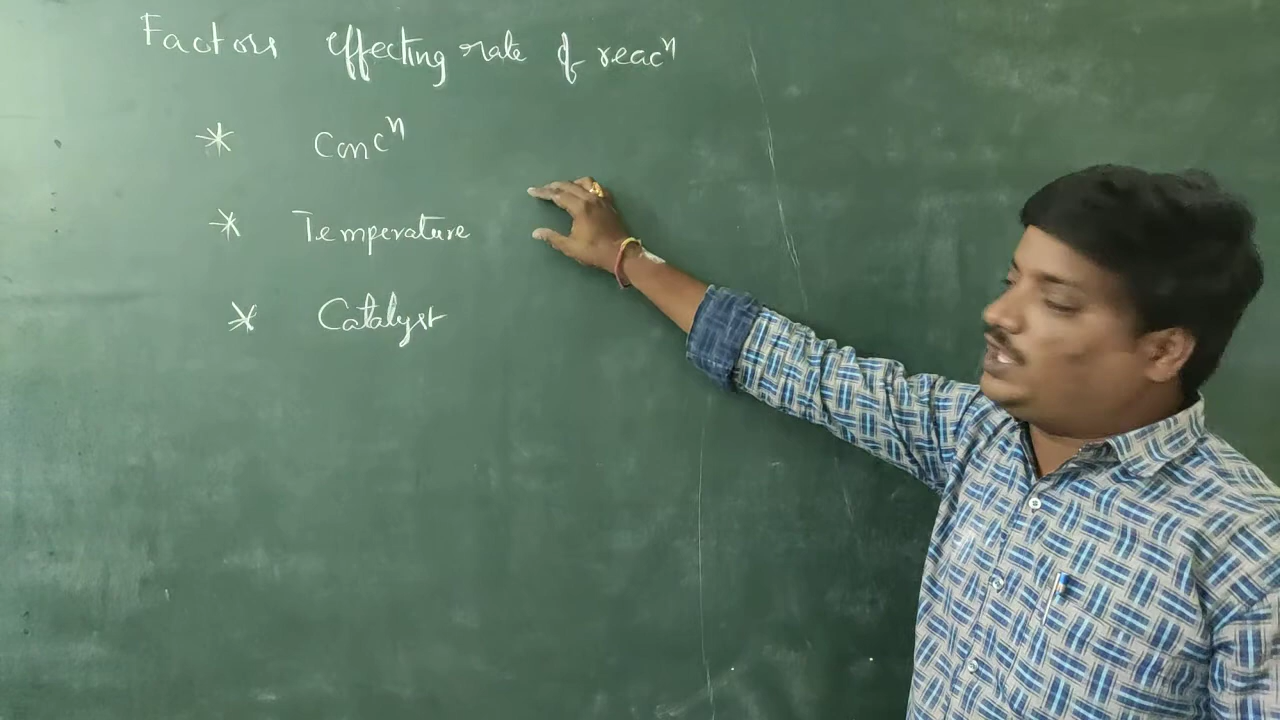 Factors effecting rate of reacⁿ
* Concⁿ
* Temperature
* Catalyst